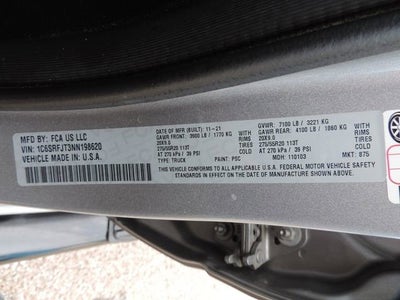 MFD BY: FCA US LLC
VIN: 1C6SRFJT3NN198620
VEHICLE MADE IN: U.S.A.
DATE OF MFR (BUILT): 11-21
GVWR: 7100 LB / 3221 KG
GAWR FRONT: 3900 LB / 1770 KG
GAWR REAR: 4100 LB / 1860 KG
20X9.0
20X9.0
TIRES 275/55R20 113T
TIRES 275/55R20 113T
AT 270 kPa / 39 PSI COLD
AT 270 kPa / 39 PSI COLD
TYPE: TRUCK
PAINT: PSC
MDH: 110103
MKT: 875
THIS VEHICLE CONFORMS TO ALL APPLICABLE U.S.A. FEDERAL MOTOR VEHICLE SAFETY
STANDARDS IN EFFECT ON THE DATE OF MANUFACTURE SHOWN ABOVE.